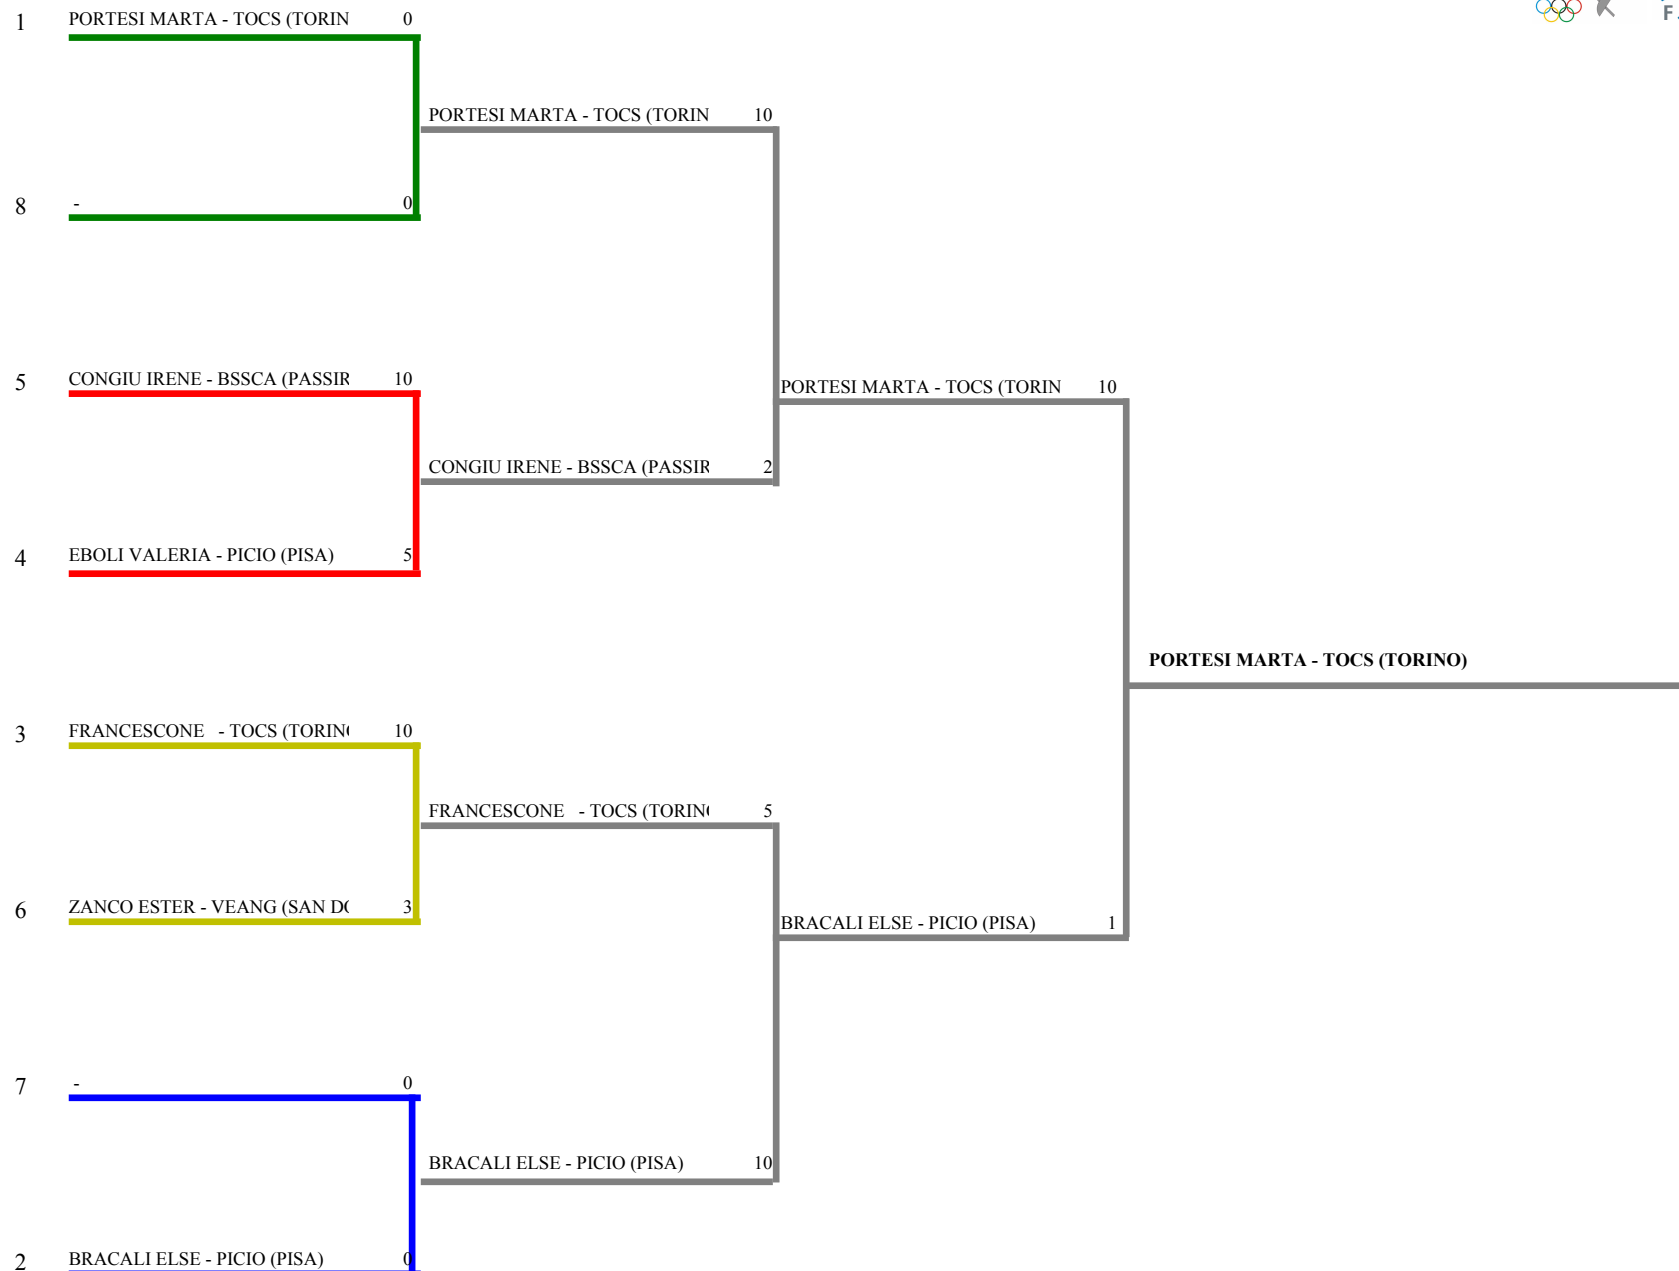 1 PORTESI MARTA - TOCS (TORIN 0
PORTESI MARTA - TOCS (TORIN 10
8 - 0
5 CONGIU IRENE - BSSCA (PASSIR 10
PORTESI MARTA - TOCS (TORIN 10
CONGIU IRENE - BSSCA (PASSIR 2
4 EBOLI VALERIA - PICIO (PISA) 5
PORTESI MARTA - TOCS (TORINO)
3 FRANCESCONE - TOCS (TORIN 10
FRANCESCONE - TOCS (TORIN 5
6 ZANCO ESTER - VEANG (SAN D 3
BRACALI ELSE - PICIO (PISA) 1
7 - 0
BRACALI ELSE - PICIO (PISA) 10
2 BRACALI ELSE - PICIO (PISA) 0